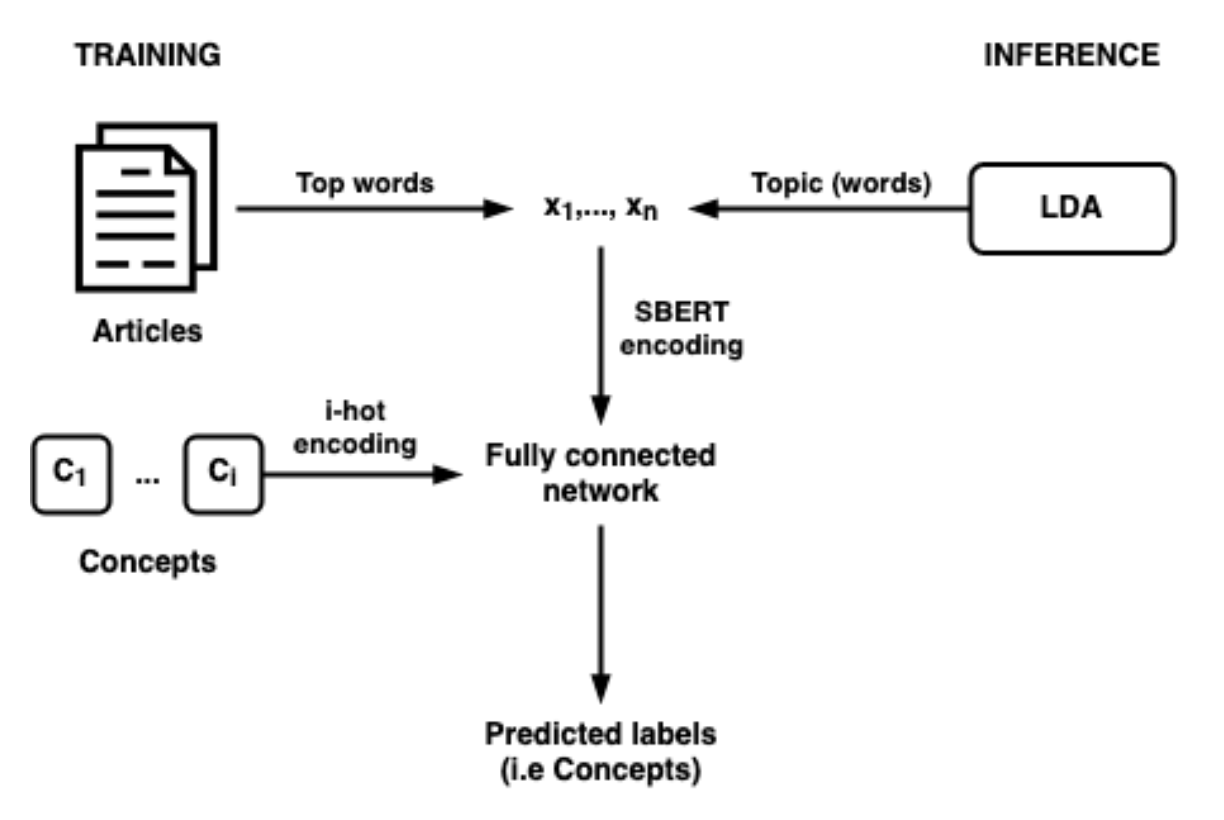 TRAINING
INFERENCE
Top words
x1,..., xn
Topic (words)
LDA
Articles
SBERT
encoding
i-hot
encoding
C1 ... Ci
Fully connected
network
Concepts
Predicted labels
(i.e Concepts)